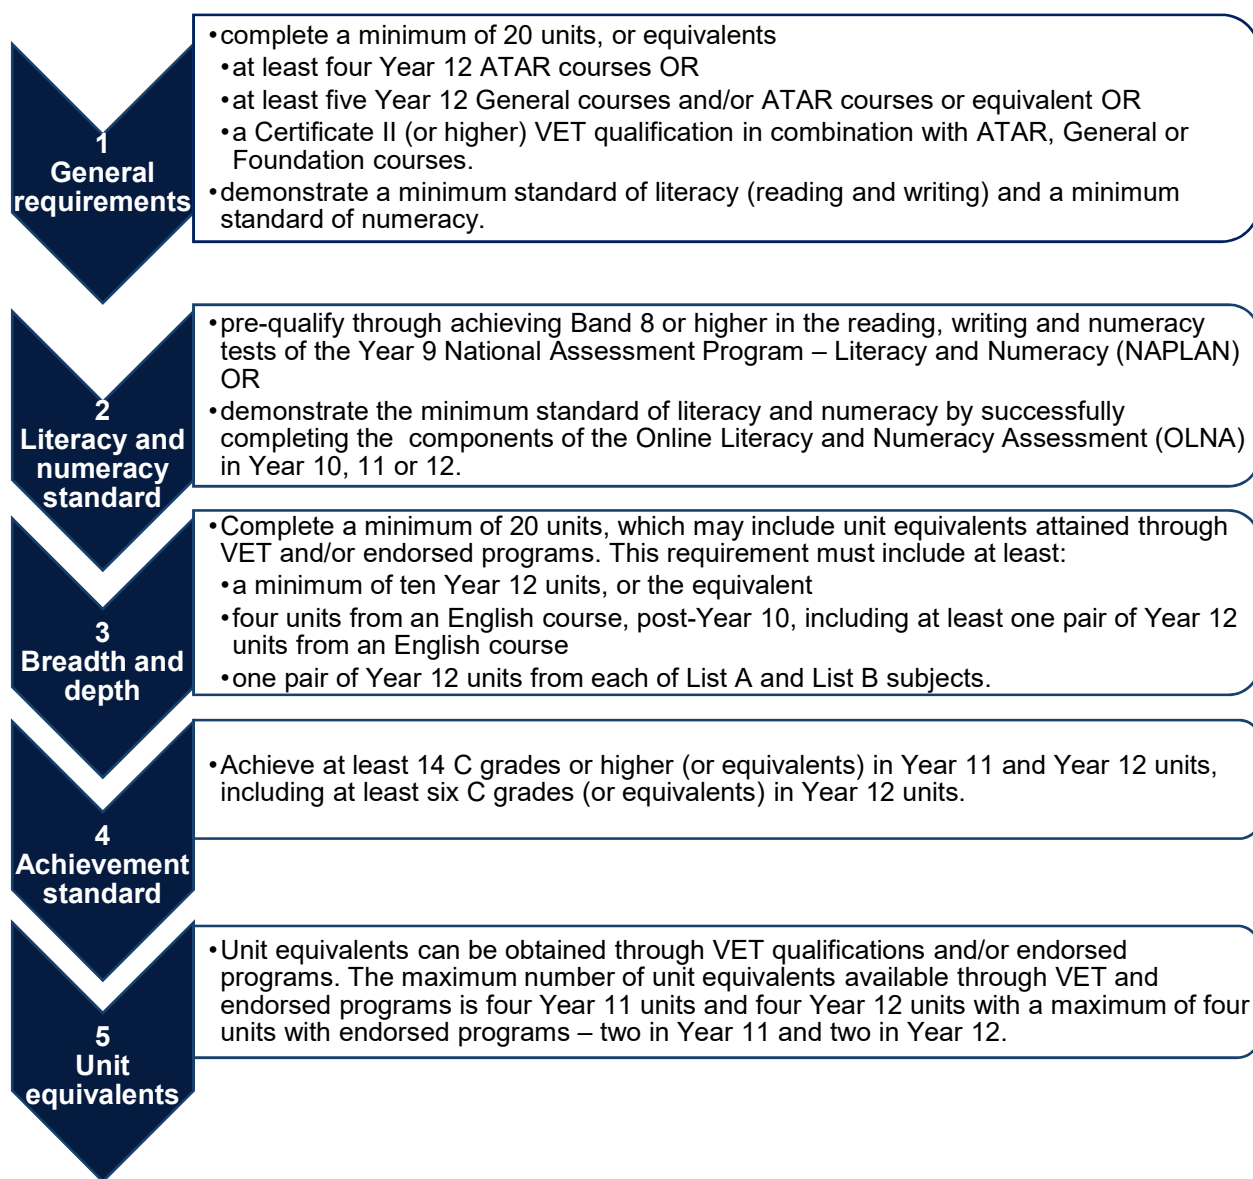 1
General
requirements
•complete a minimum of 20 units, or equivalents
•at least four Year 12 ATAR courses OR
•at least five Year 12 General courses and/or ATAR courses or equivalent OR
•a Certificate II (or higher) VET qualification in combination with ATAR, General or
Foundation courses.
•demonstrate a minimum standard of literacy (reading and writing) and a minimum
standard of numeracy.
2
Literacy and
numeracy
standard
•pre-qualify through achieving Band 8 or higher in the reading, writing and numeracy
tests of the Year 9 National Assessment Program – Literacy and Numeracy (NAPLAN)
OR
•demonstrate the minimum standard of literacy and numeracy by successfully
completing the  components of the Online Literacy and Numeracy Assessment (OLNA)
in Year 10, 11 or 12.
3
Breadth and
depth
•Complete a minimum of 20 units, which may include unit equivalents attained through
VET and/or endorsed programs. This requirement must include at least:
•a minimum of ten Year 12 units, or the equivalent
•four units from an English course, post-Year 10, including at least one pair of Year 12
units from an English course
•one pair of Year 12 units from each of List A and List B subjects.
4
Achievement
standard
•Achieve at least 14 C grades or higher (or equivalents) in Year 11 and Year 12 units,
including at least six C grades (or equivalents) in Year 12 units.
5
Unit
equivalents
•Unit equivalents can be obtained through VET qualifications and/or endorsed
programs. The maximum number of unit equivalents available through VET and
endorsed programs is four Year 11 units and four Year 12 units with a maximum of four
units with endorsed programs – two in Year 11 and two in Year 12.